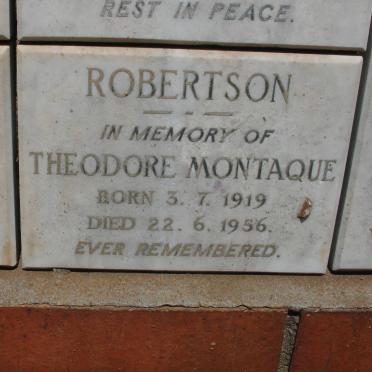 REST IN PEACE.
ROBERTSON
IN MEMORY OF
THEODORE MONTAQUE
BORN 3. 7. 1919
DIED 22. 6. 1956.
EVER REMEMBERED.